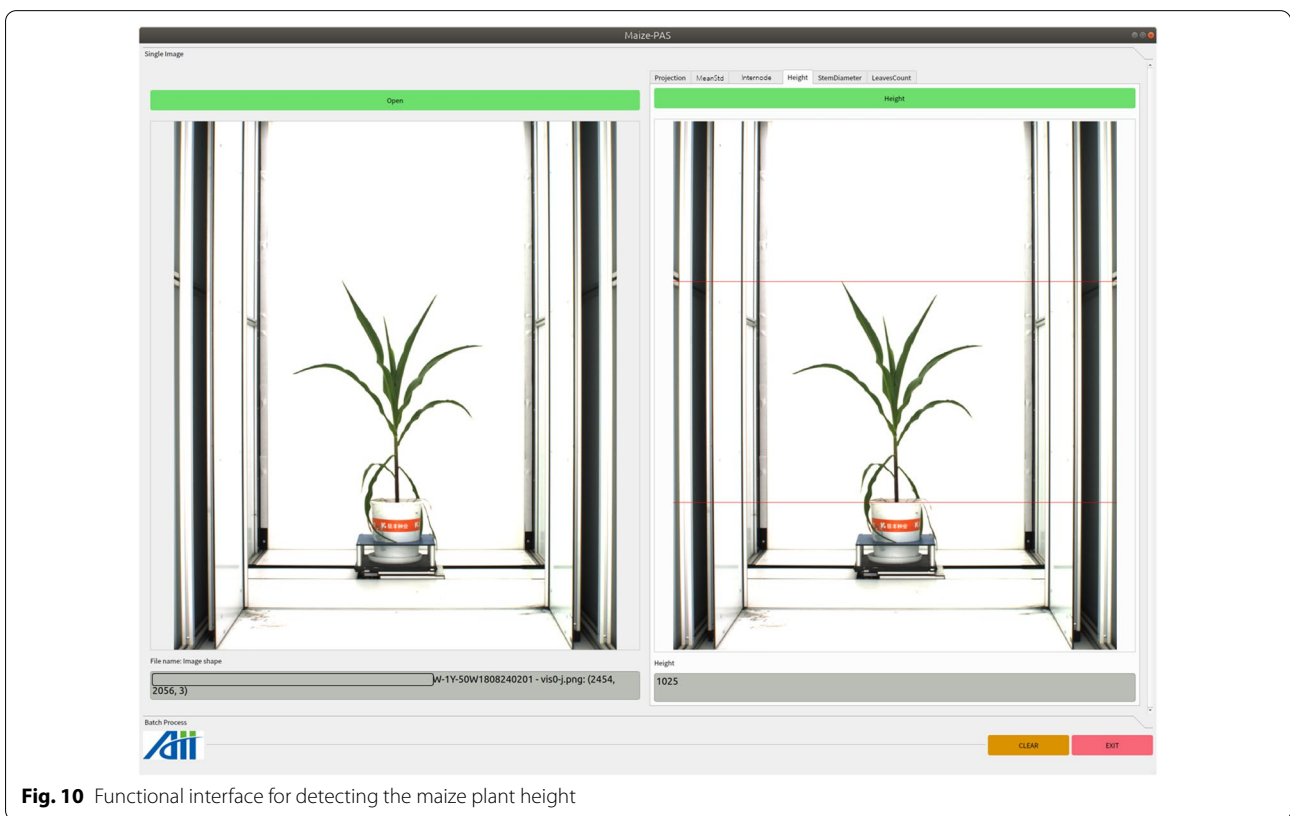 Maize-PAS
Single Image
Projection MeanStd Internode Height StemDiameter LeavesCount
Open
Height
File name: Image shape
W-1Y-50W1808240201 - vis0-j.png: (2454,
2056, 3)
Height
1025
Batch Process
Aii
CLEAR
EXIT
Fig. 10 Functional interface for detecting the maize plant height